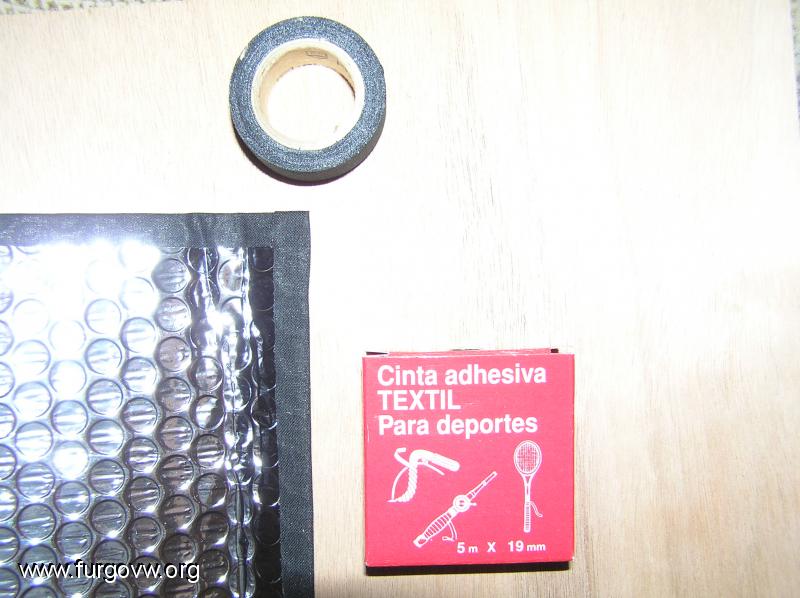 Cinta adhesiva
TEXTIL
Para deportes
5 m X 19 mm
www.furgovw.org